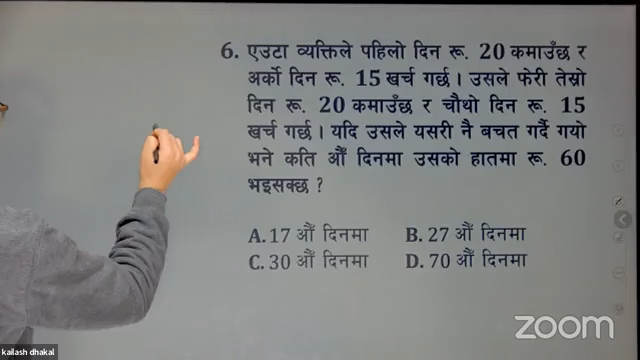 6. एउटा व्यक्तिले पहिलो दिन रू. 20 कमाउँछ र
अर्को दिन रू. 15 खर्च गर्छ । उसले फेरी तेस्रो
दिन रू. 20 कमाउँछ र चौथो दिन रू. 15
खर्च गर्छ । यदि उसले यसरी नै बचत गर्दै गयो
भने कति औँ दिनमा उसको हातमा रू. 60
भइसक्छ ?
A. 17 औँ दिनमा B. 27 औँ दिनमा
C. 30 औँ दिनमा D. 70 औँ दिनमा
zoom
kailash dhakal